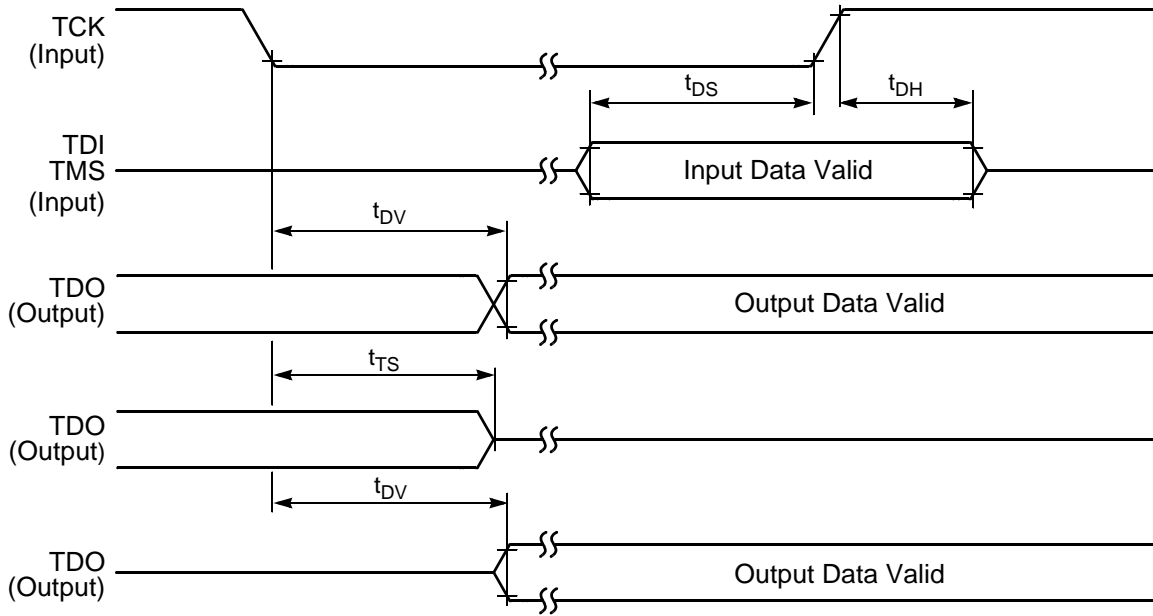 TCK
(Input)
tDS
tDH
TDI
TMS
(Input)
Input Data Valid
tDV
TDO
(Output)
Output Data Valid
tTS
TDO
(Output)
tDV
TDO
(Output)
Output Data Valid